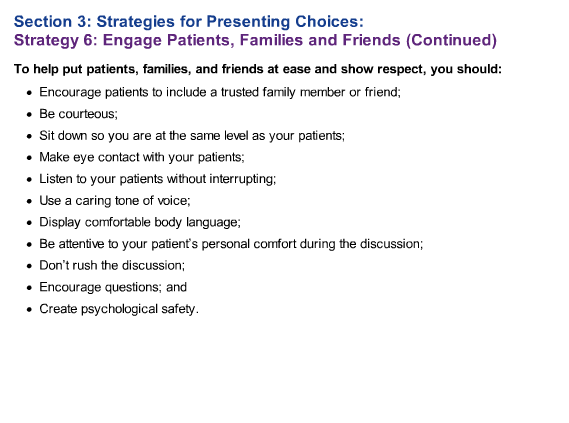 Section 3: Strategies for Presenting Choices:
Strategy 6: Engage Patients, Families and Friends (Continued)
To help put patients, families, and friends at ease and show respect, you should:
• Encourage patients to include a trusted family member or friend;
• Be courteous;
• Sit down so you are at the same level as your patients;
• Make eye contact with your patients;
• Listen to your patients without interrupting;
• Use a caring tone of voice;
• Display comfortable body language;
• Be attentive to your patient's personal comfort during the discussion;
• Don't rush the discussion;
• Encourage questions; and
• Create psychological safety.